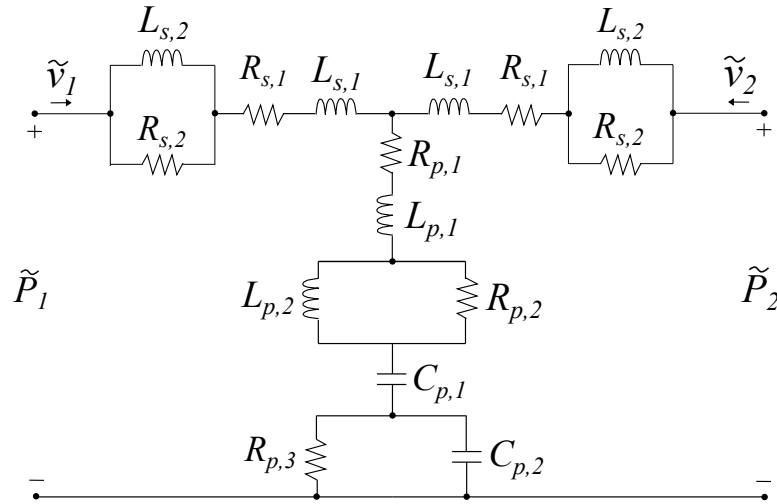 L_{s,2} L_{s,2}
ṽ_1 R_{s,1} L_{s,1} L_{s,1} R_{s,1} ṽ_2
+ R_{s,2} R_{s,2} +
R_{p,1}
L_{p,1}
P̃_1 L_{p,2} R_{p,2} P̃_2
C_{p,1}
R_{p,3} C_{p,2}
− −